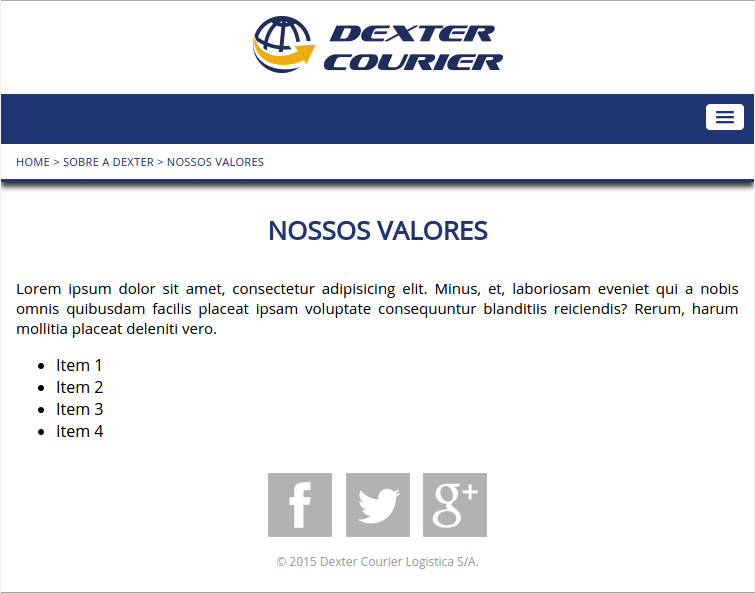 DEXTER
COURIER
HOME > SOBRE A DEXTER > NOSSOS VALORES
NOSSOS VALORES
Lorem ipsum dolor sit amet, consectetur adipisicing elit. Minus, et, laboriosam eveniet qui a nobis
omnis quibusdam facilis placeat ipsam voluptate consequuntur blanditiis reiciendis? Rerum, harum
mollitia placeat deleniti vero.
• Item 1
• Item 2
• Item 3
• Item 4
f
g+
© 2015 Dexter Courier Logistica S/A.